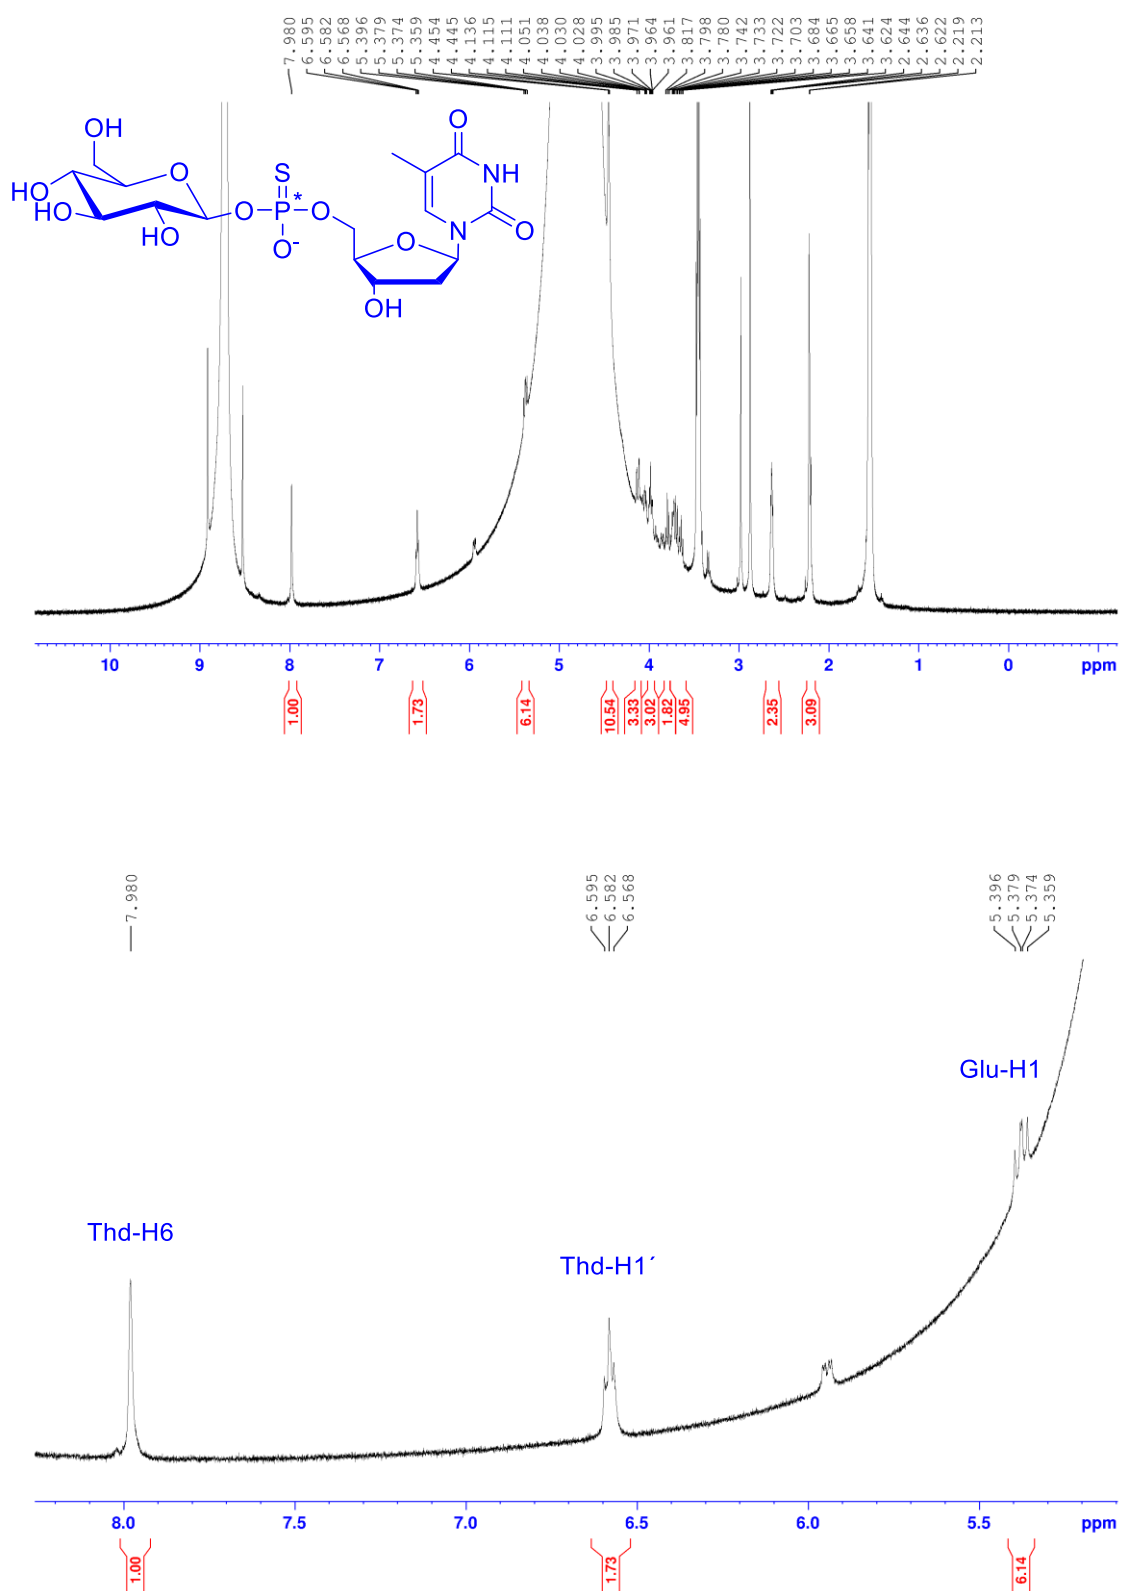 7.980
6.595
6.582
6.568
5.396
5.379
5.374
5.359
4.454
4.445
4.136
4.115
4.111
4.051
4.038
4.030
4.028
3.995
3.985
3.971
3.964
3.961
3.817
3.798
3.780
3.742
3.733
3.722
3.703
3.684
3.665
3.658
3.641
3.624
2.644
2.636
2.622
2.219
2.213
OH
O
HO
HO
HO
O
S
P*
O-
O
O
NH
N
O
O
OH
10 9 8 7 6 5 4 3 2 1 0 ppm
1.00 1.73 6.14 10.54 3.33 3.02 1.82 4.95 2.35 3.09
7.980
6.595
6.582
6.568
5.396
5.379
5.374
5.359
Glu-H1
Thd-H6
Thd-H1´
8.0 7.5 7.0 6.5 6.0 5.5 ppm
1.00 1.73 6.14